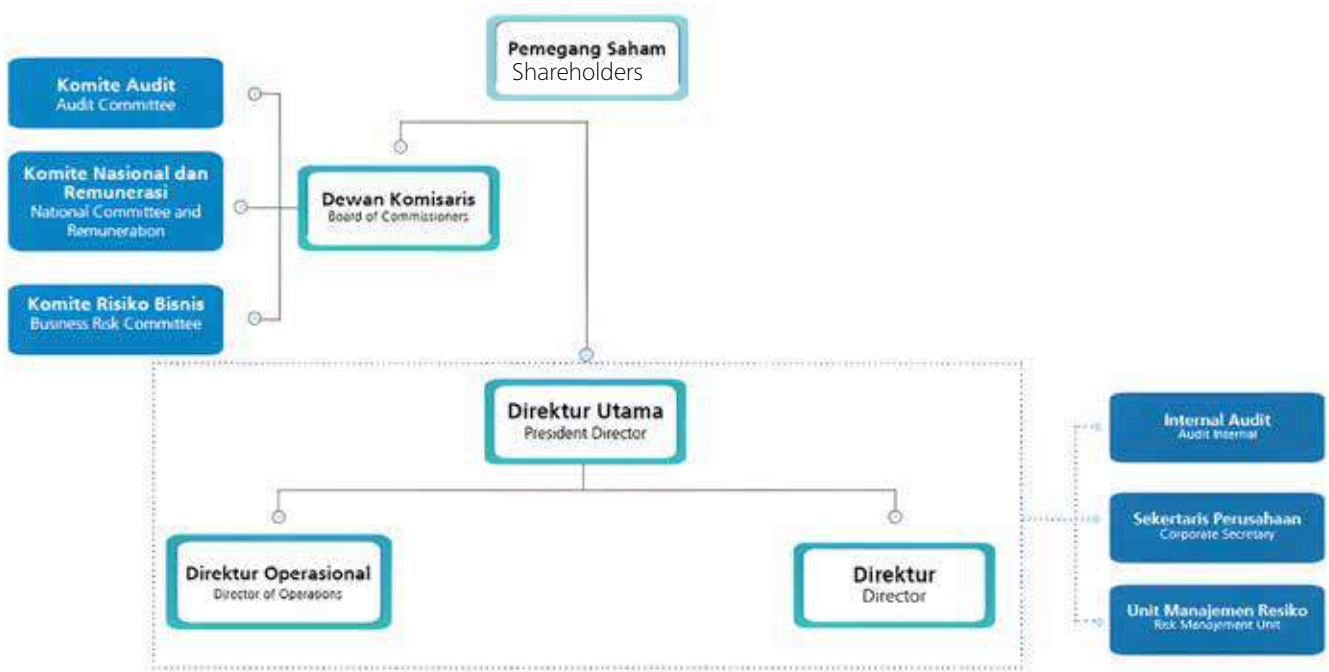 Pemegang Saham
Shareholders
Komite Audit
Audit Committee
Komite Nasional dan
Remunerasi
National Committee and
Remuneration
Dewan Komisaris
Board of Commissioners
Komite Risiko Bisnis
Business Risk Committee
Direktur Utama
President Director
Direktur Operasional
Director of Operations
Direktur
Director
Internal Audit
Audit Internal
Sekertaris Perusahaan
Corporate Secretary
Unit Manajemen Resiko
Risk Manajement Unit